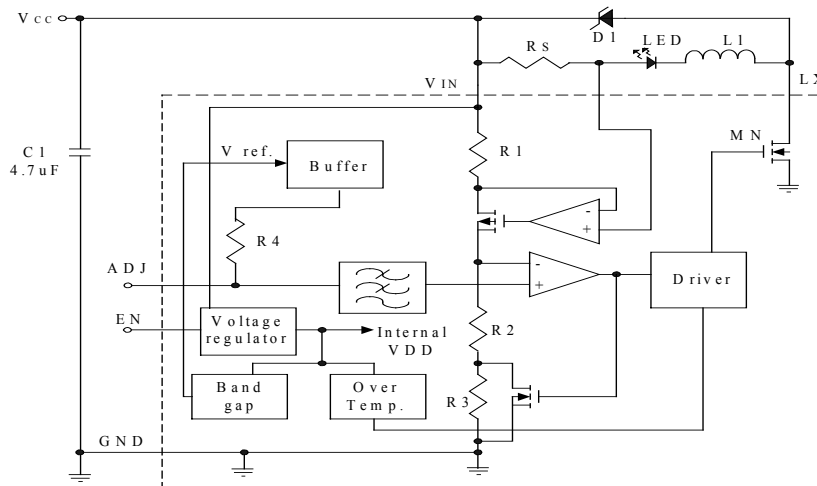 Vcc
D1
LED
L1
Rs
VIN
LX
C1
4.7uF
R1
MN
V ref.
Buffer
R4
-
+
ADJ
-
+
Driver
EN
Voltage
regulator
Internal
VDD
R2
Band
gap
Over
Temp.
R3
GND